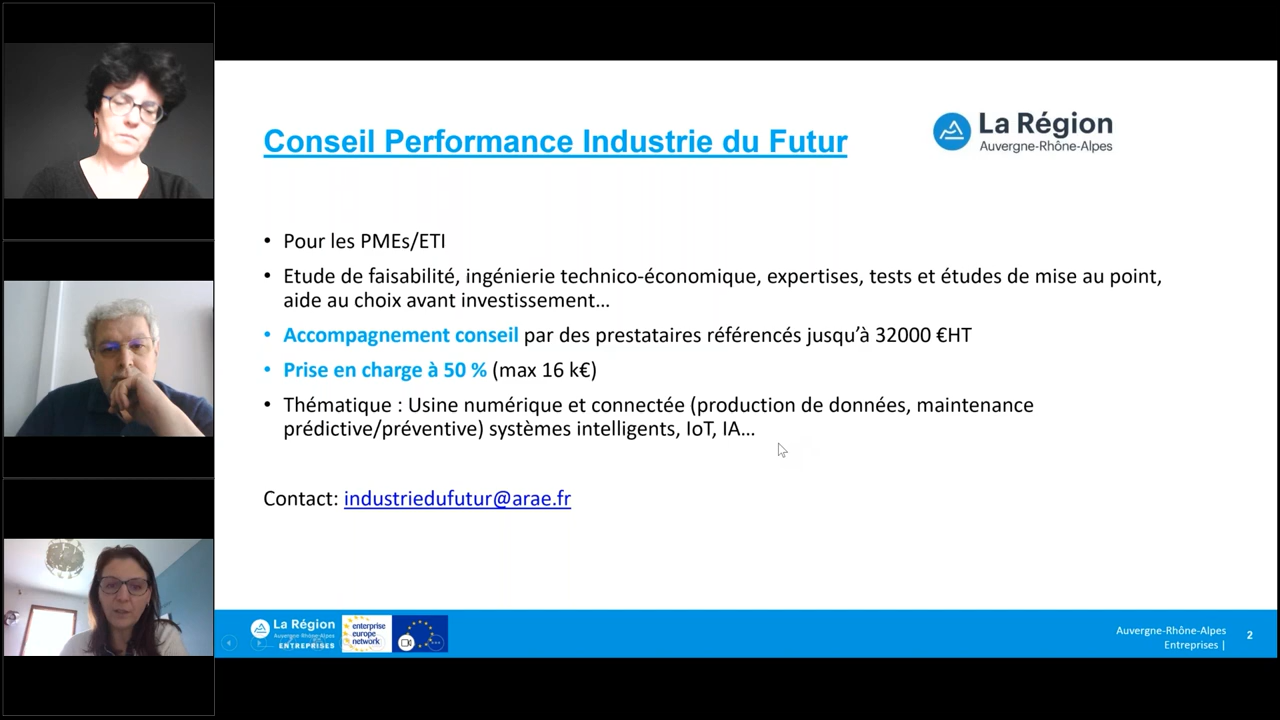 Conseil Performance Industrie du Futur
La Région
Auvergne-Rhône-Alpes
• Pour les PMEs/ETI
• Etude de faisabilité, ingénierie technico-économique, expertises, tests et études de mise au point,
aide au choix avant investissement…
• Accompagnement conseil par des prestataires référencés jusqu’à 32000 €HT
• Prise en charge à 50 % (max 16 k€)
• Thématique : Usine numérique et connectée (production de données, maintenance
prédictive/préventive) systèmes intelligents, IoT, IA…
Contact: industriedufutur@arae.fr
La Région
Auvergne-Rhône-Alpes
ENTREPRISES
enterprise
europe
network
Auvergne-Rhône-Alpes
Entreprises |
2